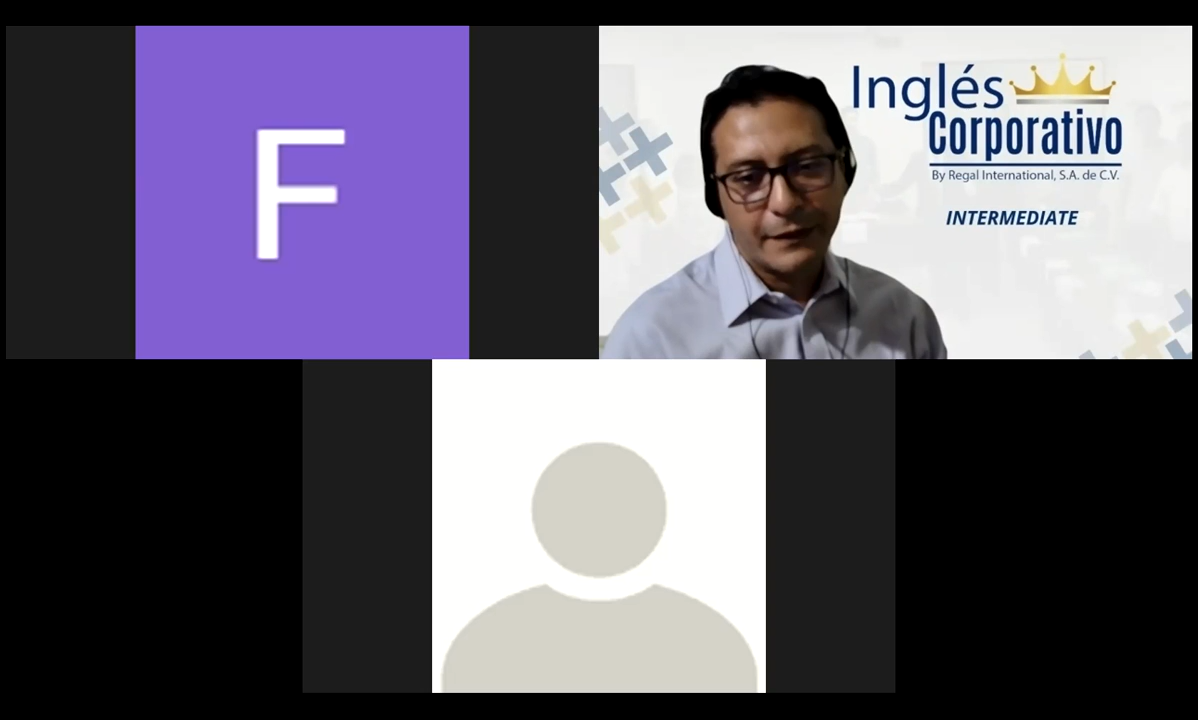 F
Inglés
Corporativo
By Regal International, S.A. de C.V.
INTERMEDIATE